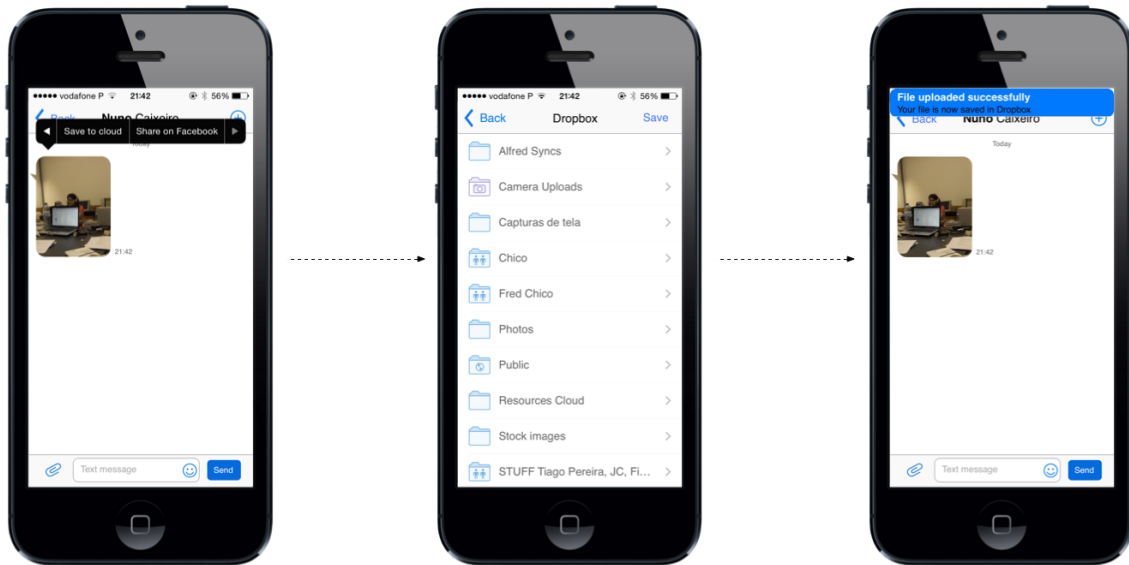 vodafone P 21:42 56%
Back Nuno Caixeiro
Save to cloud Share on Facebook
Today
21:42
Text message Send
vodafone P 21:42 56%
Back Dropbox Save
Alfred Syncs
Camera Uploads
Capturas de tela
Chico
Fred Chico
Photos
Public
Resources Cloud
Stock images
STUFF Tiago Pereira, JC, Fi...
File uploaded successfully
Your file is now saved in Dropbox
Back Nuno Caixeiro
Today
21:42
Text message Send